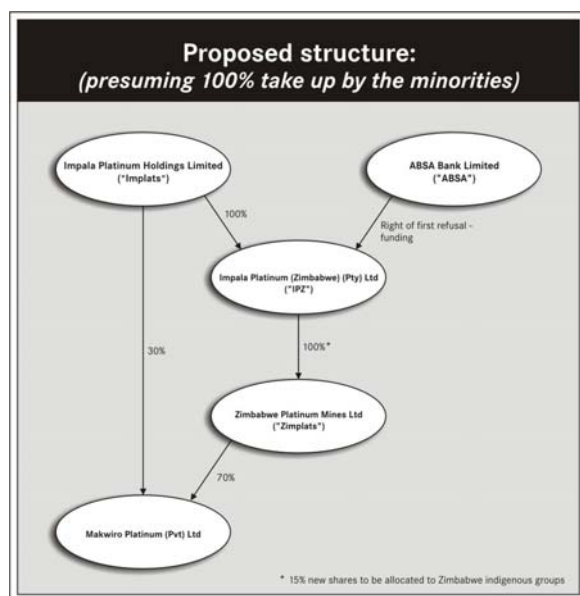 Proposed structure:
(presuming 100% take up by the minorities)
Impala Platinum Holdings Limited
("Implats")
ABSA Bank Limited
("ABSA")
100%
Right of first refusal -
funding
Impala Platinum (Zimbabwe) (Pty) Ltd
("IPZ")
30%
100%*
Zimbabwe Platinum Mines Ltd
("Zimplats")
70%
Makwiro Platinum (Pvt) Ltd
* 15% new shares to be allocated to Zimbabwe indigenous groups